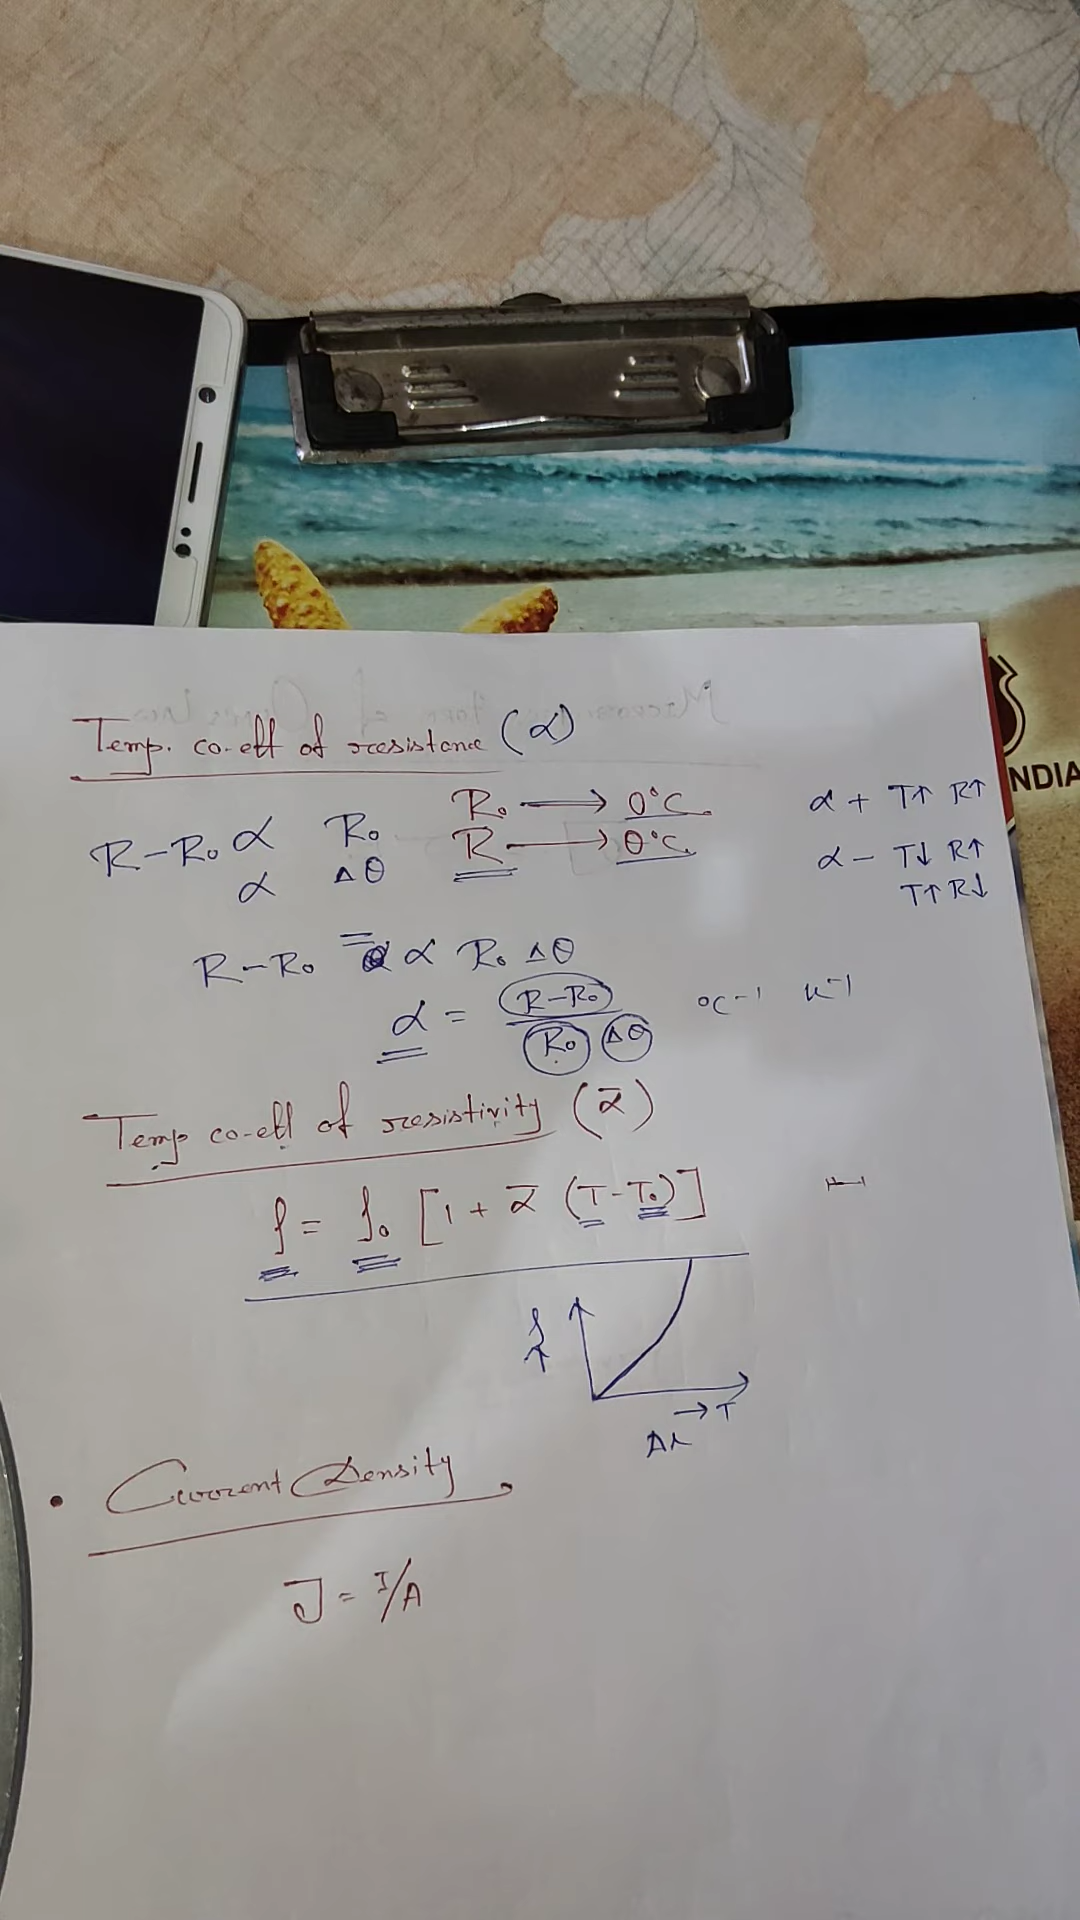 Temp. co-eff of resistance (α)
R-R₀ α R₀
α Δθ
R₀ → 0°C
R → θ°C
α + T↑ R↑
α - T↓ R↑
T↑ R↓
R-R₀ = α R₀ Δθ
α = (R-R₀) / (R₀ Δθ) °C⁻¹ K⁻¹
Temp co-eff of resistivity (ᾱ)
ρ = ρ₀ [1 + ᾱ (T - T₀)]
ρ ↑
→ T
• Current Density
J = I/A
NDIA